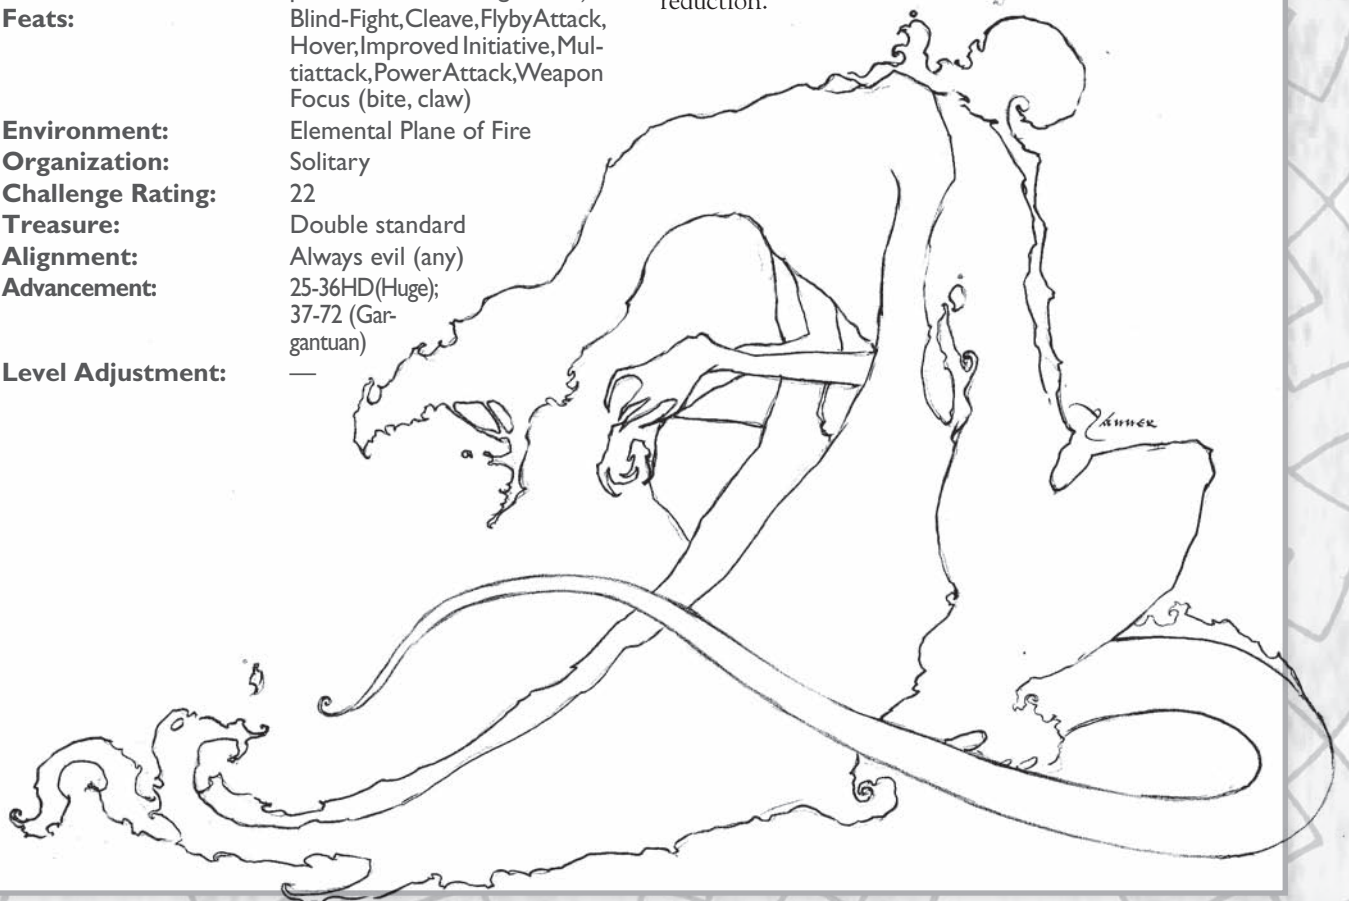 reduction.
Feats: Blind-Fight, Cleave, Flyby Attack,
Hover, Improved Initiative, Mul-
tiattack, Power Attack, Weapon
Focus (bite, claw)
Environment: Elemental Plane of Fire
Organization: Solitary
Challenge Rating: 22
Treasure: Double standard
Alignment: Always evil (any)
Advancement: 25-36HD(Huge);
37-72 (Gar-
gantuan)
Level Adjustment: —